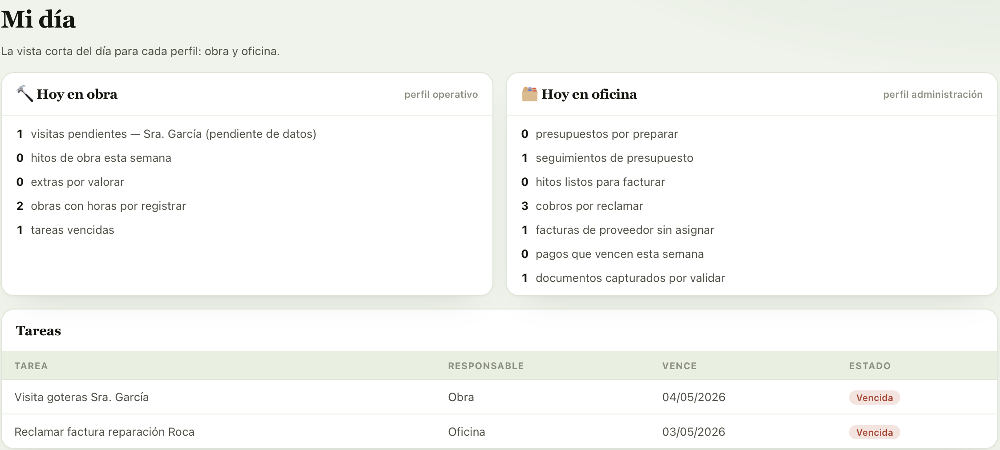 Mi día
La vista corta del día para cada perfil: obra y oficina.
Hoy en obra
perfil operativo
1 visitas pendientes — Sra. García (pendiente de datos)
0 hitos de obra esta semana
0 extras por valorar
2 obras con horas por registrar
1 tareas vencidas
Hoy en oficina
perfil administración
0 presupuestos por preparar
1 seguimientos de presupuesto
0 hitos listos para facturar
3 cobros por reclamar
1 facturas de proveedor sin asignar
0 pagos que vencen esta semana
1 documentos capturados por validar
Tareas
TAREA RESPONSABLE VENCE ESTADO
Visita goteras Sra. García Obra 04/05/2026 Vencida
Reclamar factura reparación Roca Oficina 03/05/2026 Vencida